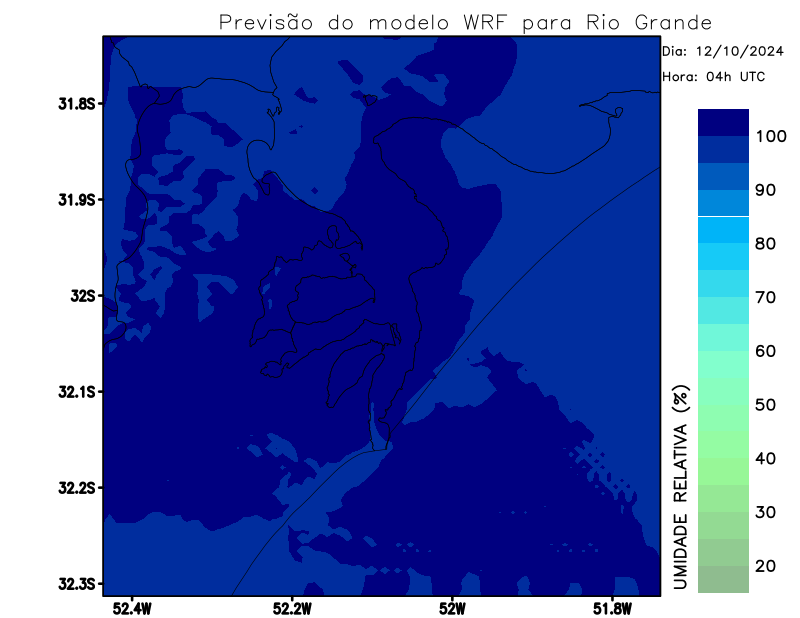 Previsão do modelo WRF para Rio Grande
Dia: 12/10/2024
Hora: 04h UTC
31.8S
31.9S
32S
32.1S
32.2S
32.3S
52.4W
52.2W
52W
51.8W
100
90
80
70
60
50
40
30
20
UMIDADE RELATIVA (%)